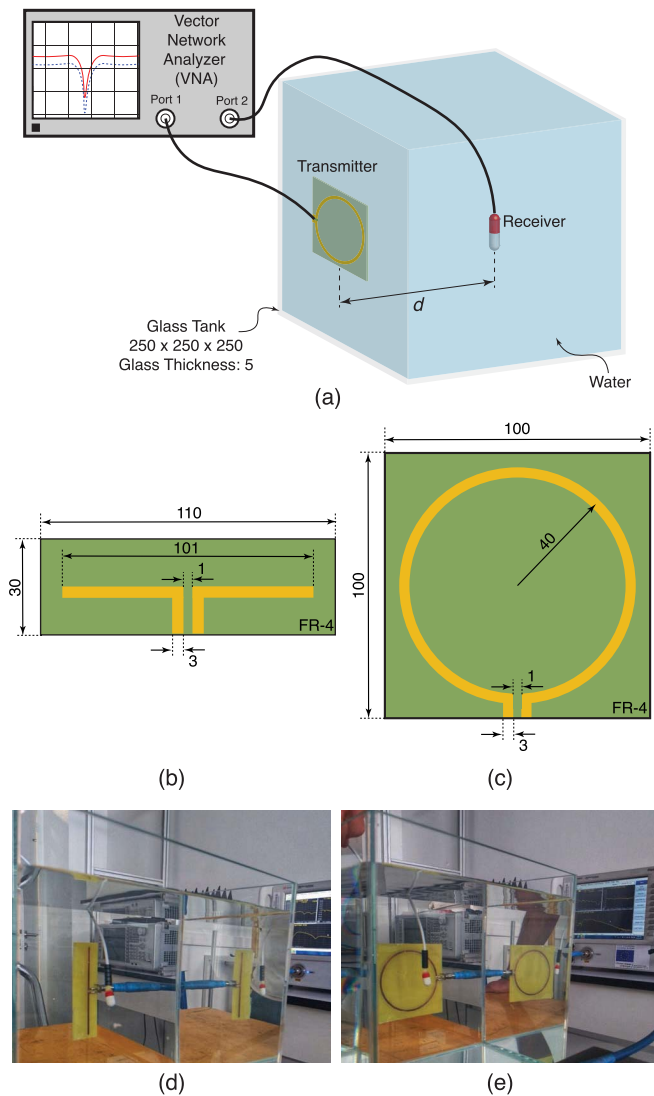 Vector
Network
Analyzer
(VNA)
Port 1
Port 2
Transmitter
Receiver
d
Glass Tank
250 x 250 x 250
Glass Thickness: 5
Water
(a)
100
110
101
1
30
FR-4
3
(b)
100
40
1
FR-4
3
(c)
(d)
(e)